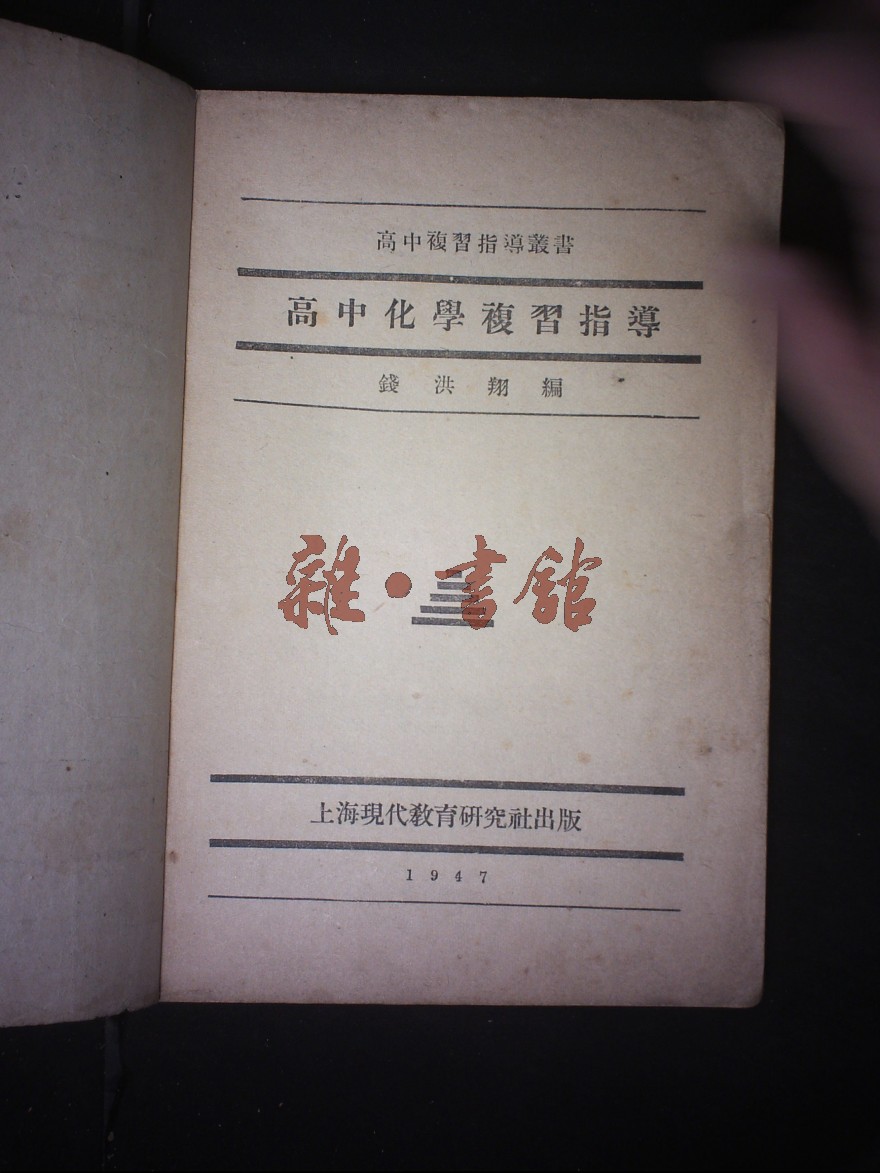 高中複習指導叢書
高中化學複習指導
錢洪翔編
雜·書館
上海現代教育研究社出版
1947